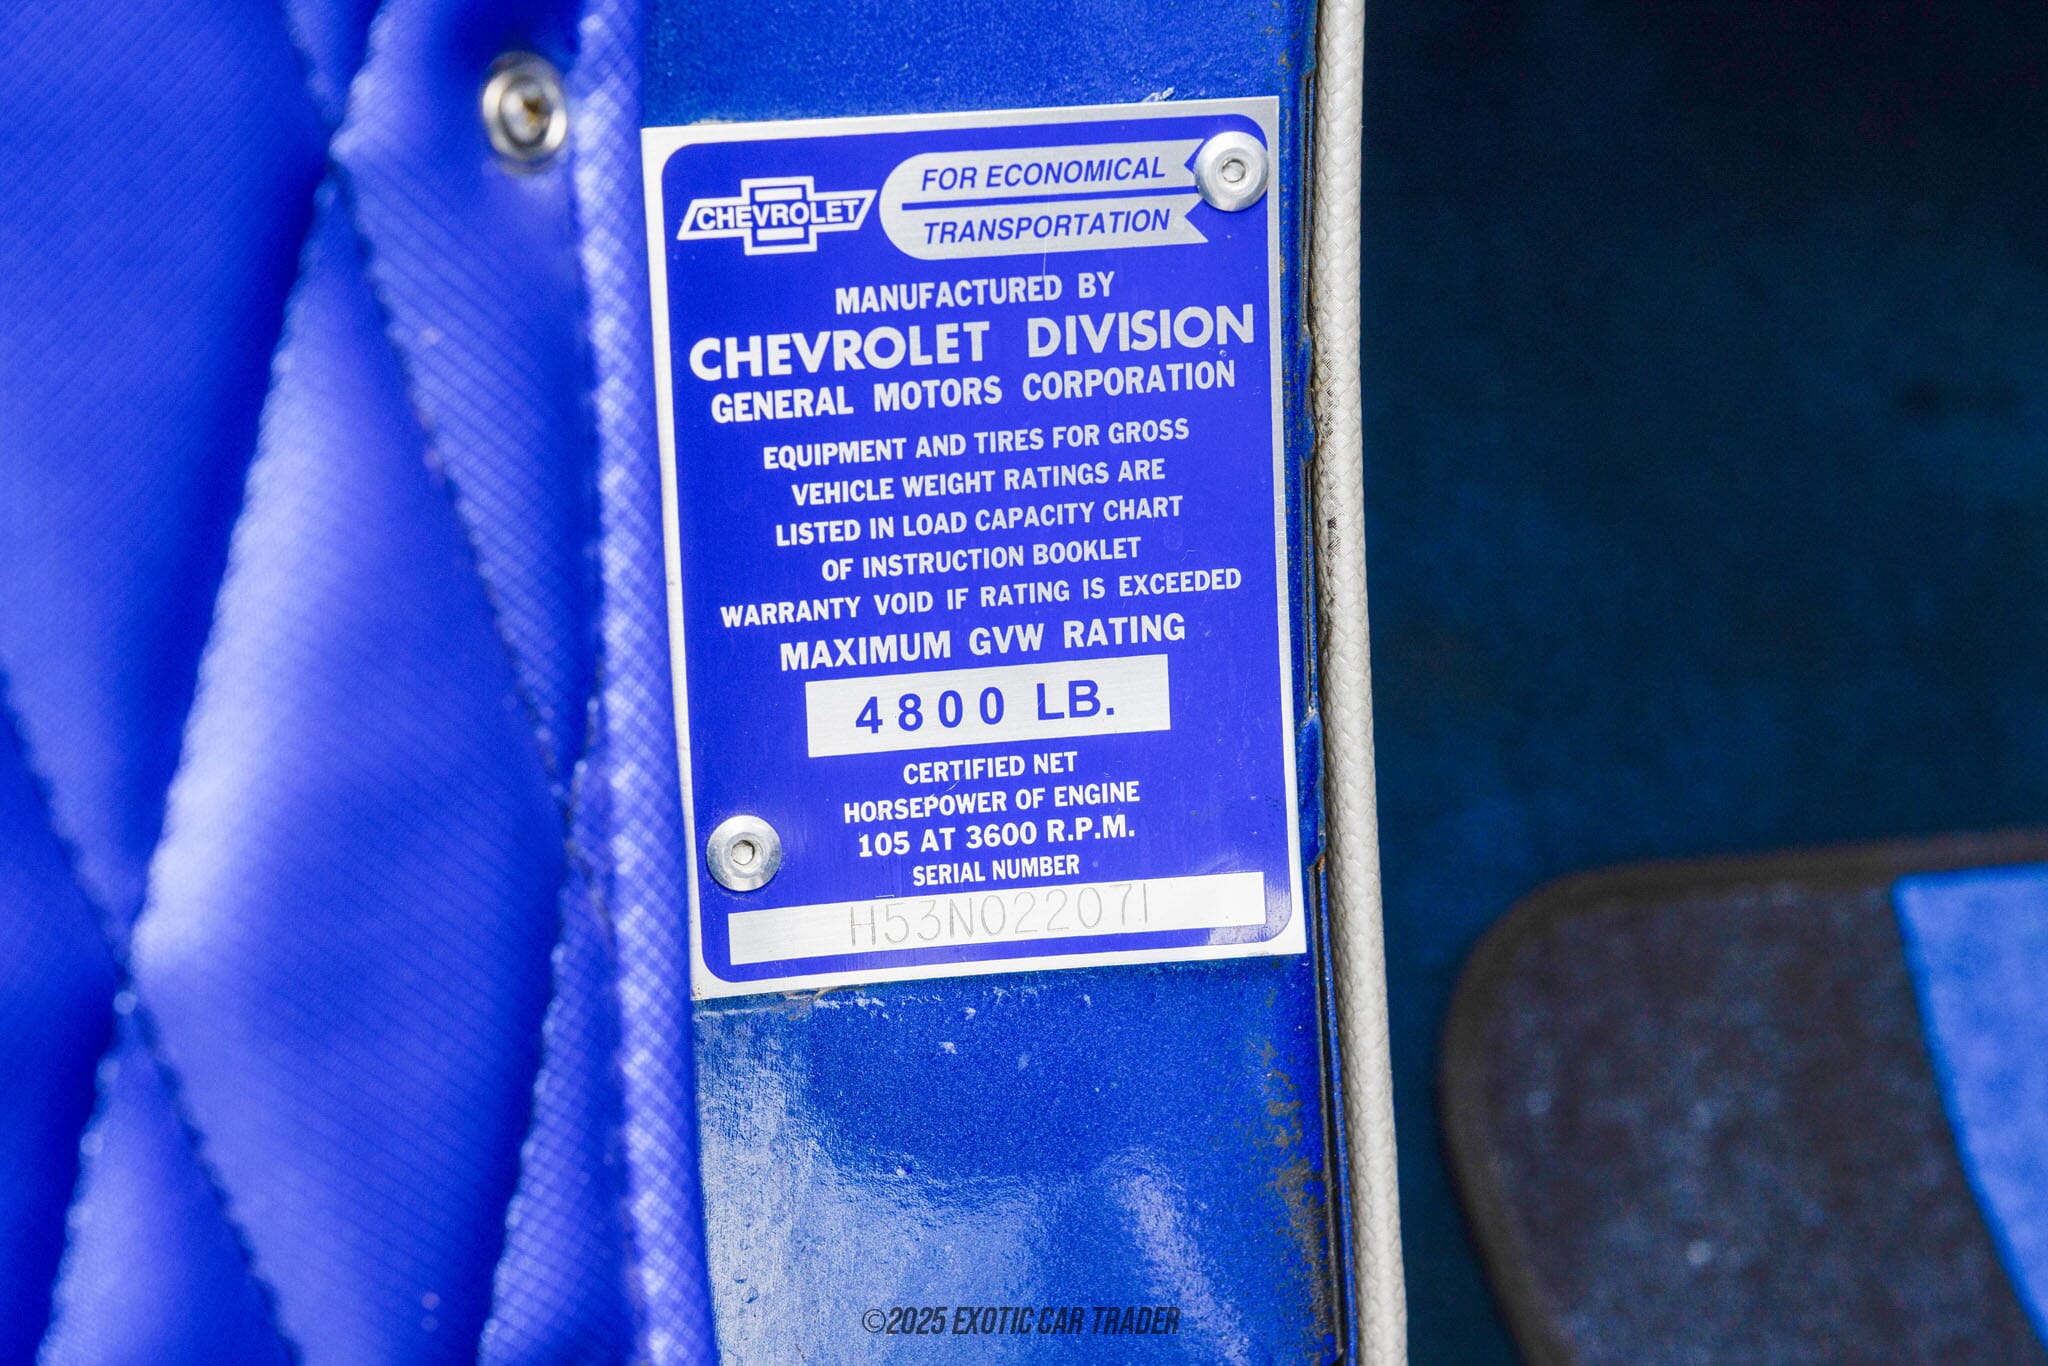 CHEVROLET
FOR ECONOMICAL
TRANSPORTATION
MANUFACTURED BY
CHEVROLET DIVISION
GENERAL MOTORS CORPORATION
EQUIPMENT AND TIRES FOR GROSS
VEHICLE WEIGHT RATINGS ARE
LISTED IN LOAD CAPACITY CHART
OF INSTRUCTION BOOKLET
WARRANTY VOID IF RATING IS EXCEEDED
MAXIMUM GVW RATING
4800 LB.
CERTIFIED NET
HORSEPOWER OF ENGINE
105 AT 3600 R.P.M.
SERIAL NUMBER
H53N022071
©2025 EXOTIC CAR TRADER